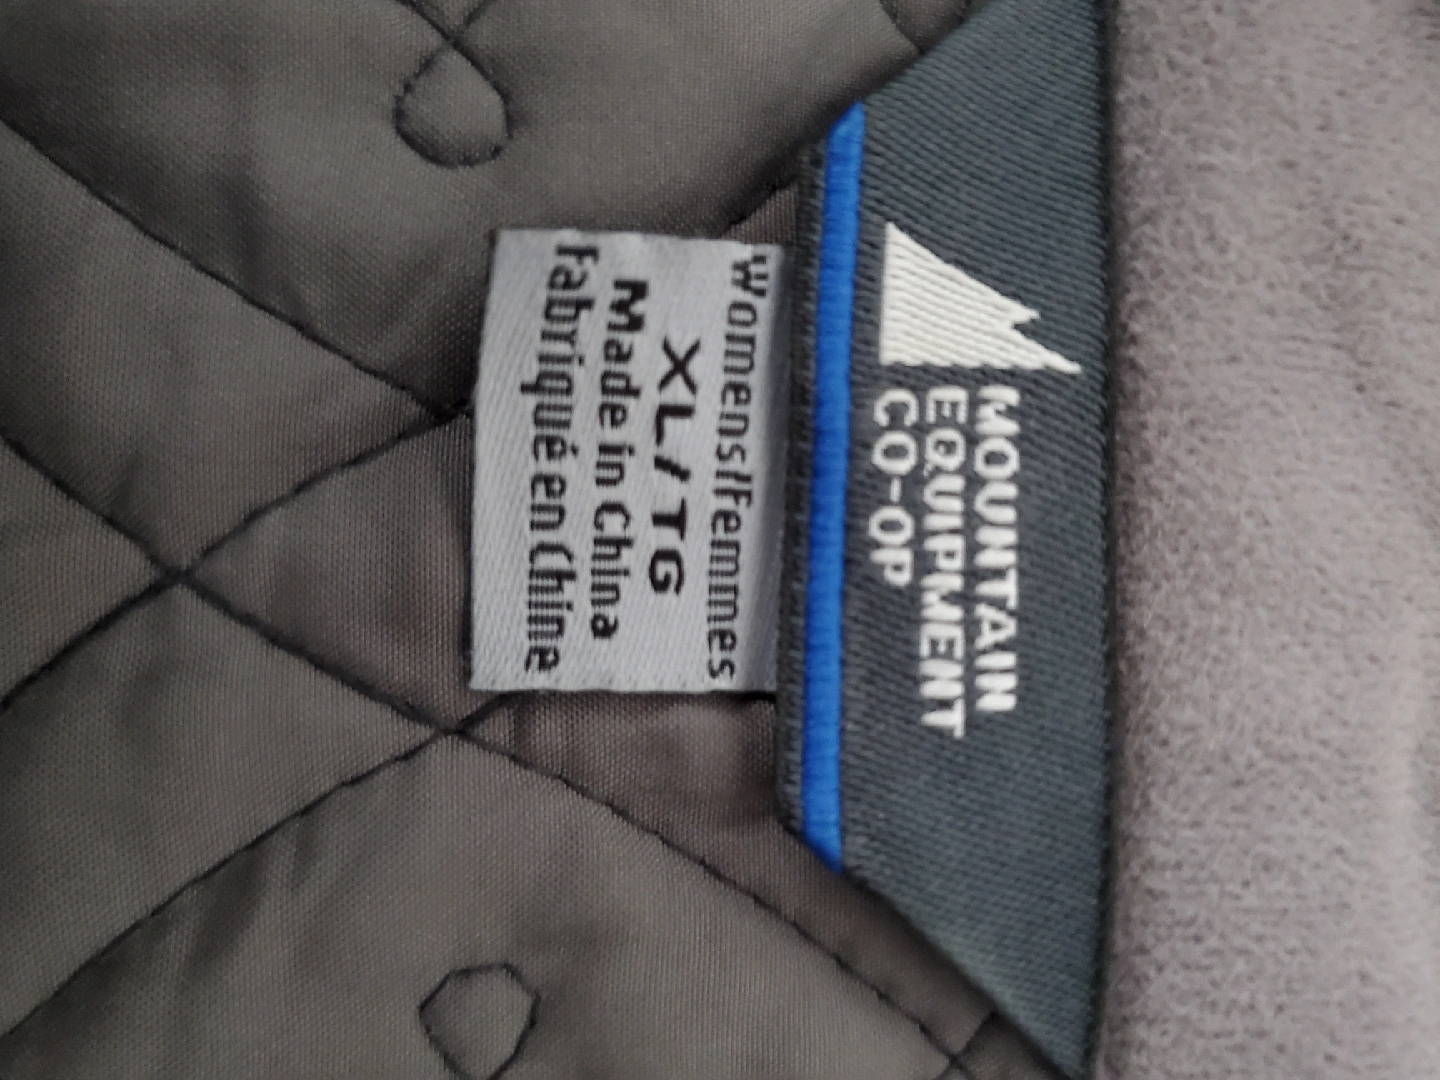 MOUNTAIN
EQUIPMENT
CO-OP
Womens/Femmes
XL/TG
Made in China
Fabriqué en Chine